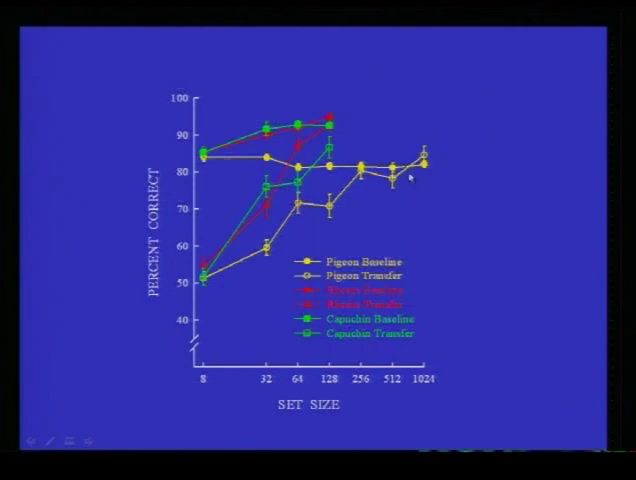 100
90
80
70
60
50
40
PERCENT CORRECT
Pigeon Baseline
Pigeon Transfer
Rhesus Baseline
Rhesus Transfer
Capuchin Baseline
Capuchin Transfer
8 32 64 128 256 512 1024
SET SIZE